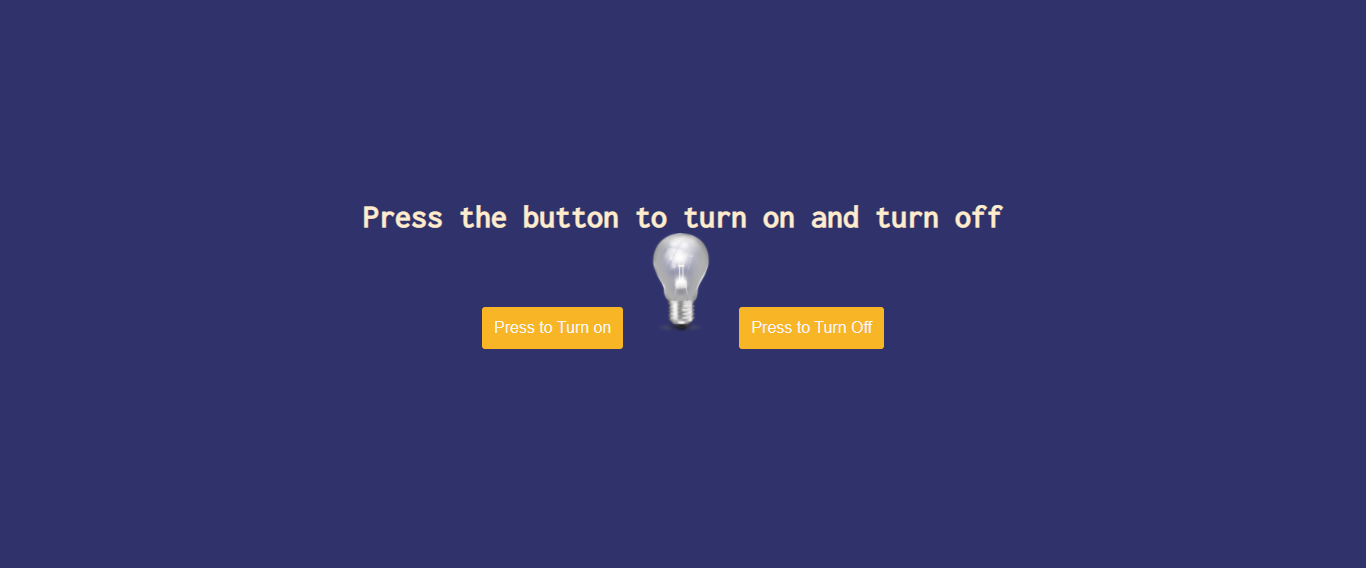 Press the button to turn on and turn off
Press to Turn on
Press to Turn Off